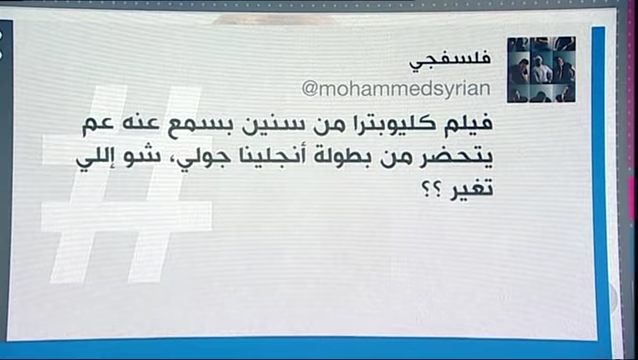 فلسفجي
@mohammedsyrian
فيلم كليوبترا من سنين بسمع عنه عم
يتحضر من بطولة أنجلينا جولي، شو إللي
تغير ؟؟